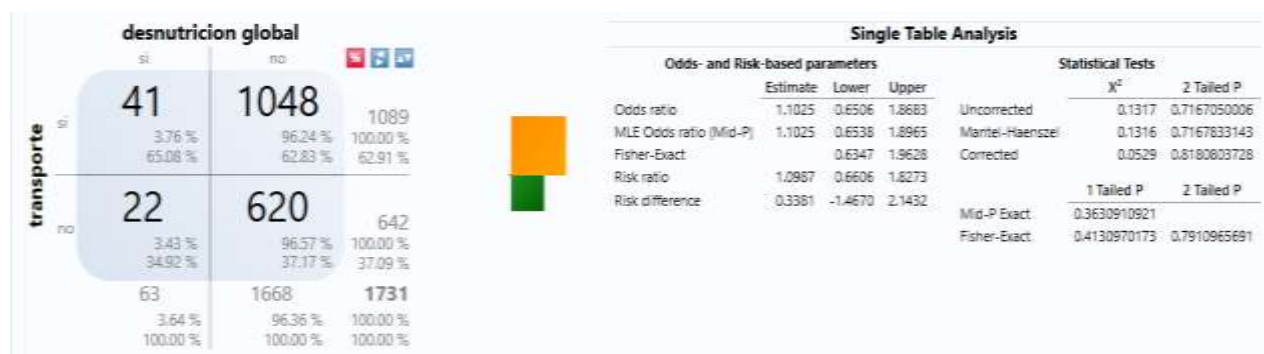 desnutricion global
si no
41 1048 1089
si 3.76 % 96.24 % 100.00 %
65.08 % 62.83 % 62.91 %
transporte
22 620 642
no 3.43 % 96.57 % 100.00 %
34.92 % 37.17 % 37.09 %
63 1668 1731
3.64 % 96.36 % 100.00 %
100.00 % 100.00 % 100.00 %
Single Table Analysis
Odds- and Risk-based parameters
Estimate Lower Upper
Odds ratio 1.1025 0.6506 1.8683
MLE Odds ratio (Mid-P) 1.1025 0.6538 1.8965
Fisher-Exact 0.6347 1.9628
Risk ratio 1.0987 0.6606 1.8273
Risk difference 0.3381 -1.4670 2.1432
Statistical Tests
X² 2 Tailed P
Uncorrected 0.1317 0.7167050006
Mantel-Haenszel 0.1316 0.7167833143
Corrected 0.0529 0.8180803728
1 Tailed P 2 Tailed P
Mid-P Exact 0.3630910921
Fisher-Exact 0.4130970173 0.7910965691